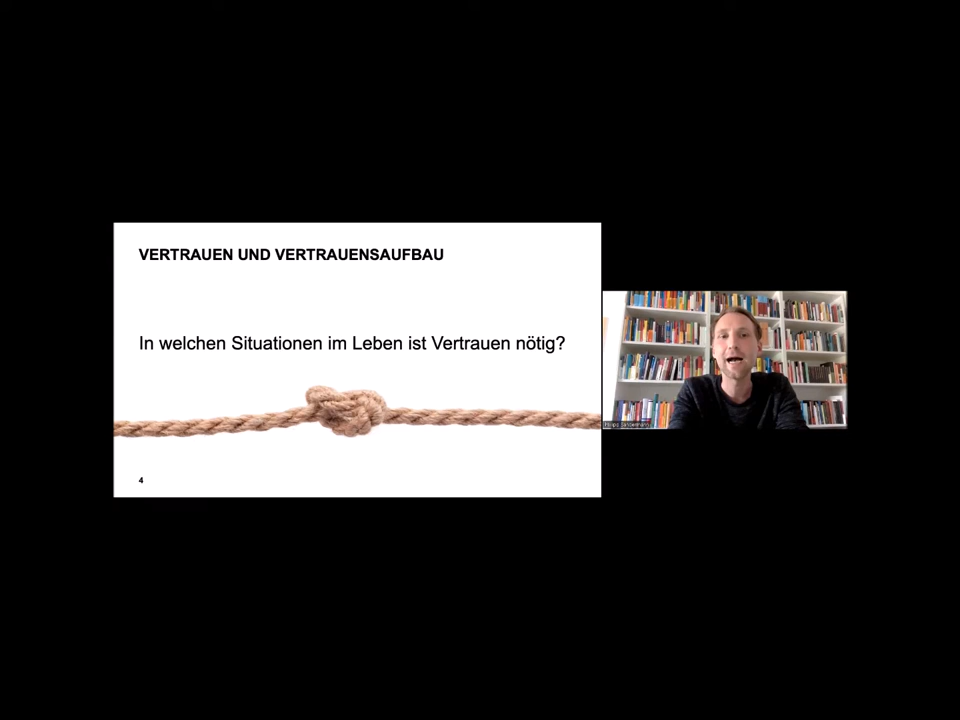 VERTRAUEN UND VERTRAUENSAUFBAU
In welchen Situationen im Leben ist Vertrauen nötig?
4